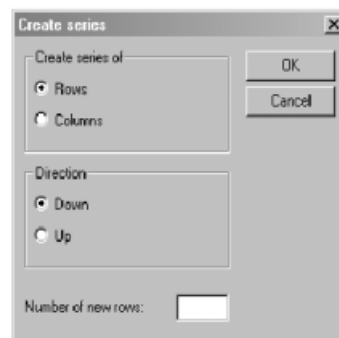 Create series
Create series of
Rows
Columns
OK
Cancel
Direction
Down
Up
Number of new rows: